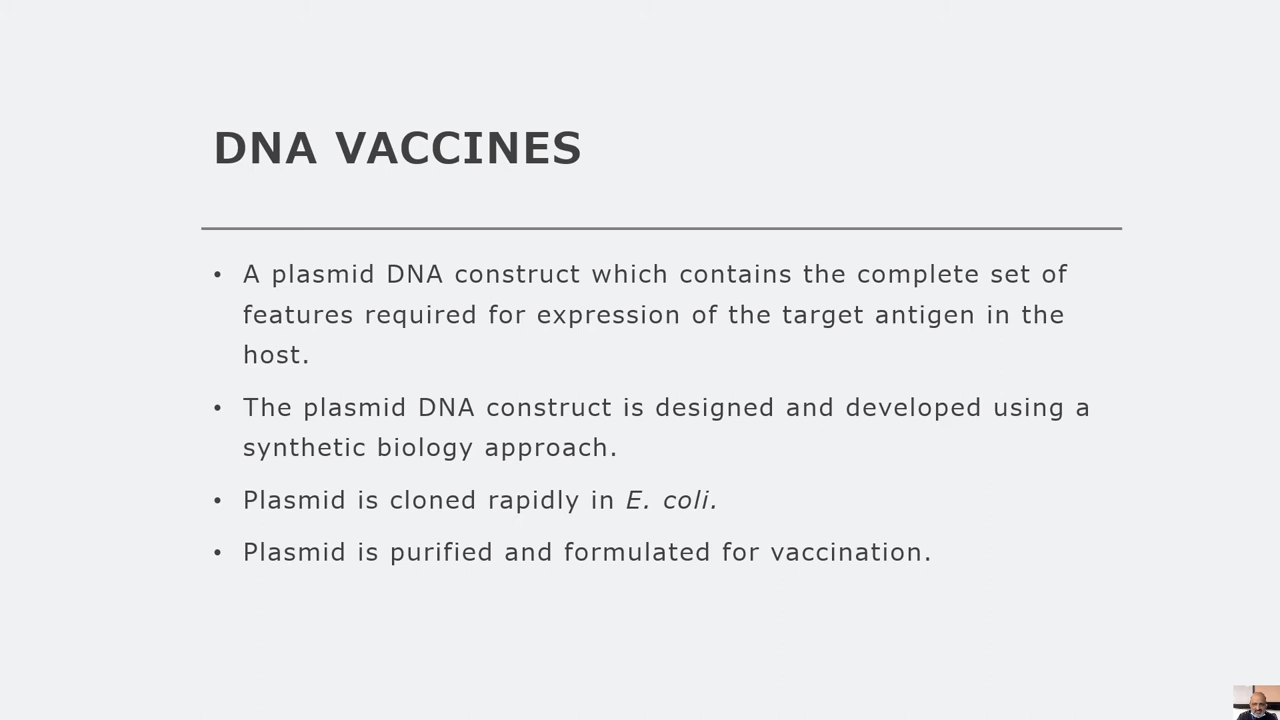 DNA VACCINES
• A plasmid DNA construct which contains the complete set of
features required for expression of the target antigen in the
host.
• The plasmid DNA construct is designed and developed using a
synthetic biology approach.
• Plasmid is cloned rapidly in E. coli.
• Plasmid is purified and formulated for vaccination.